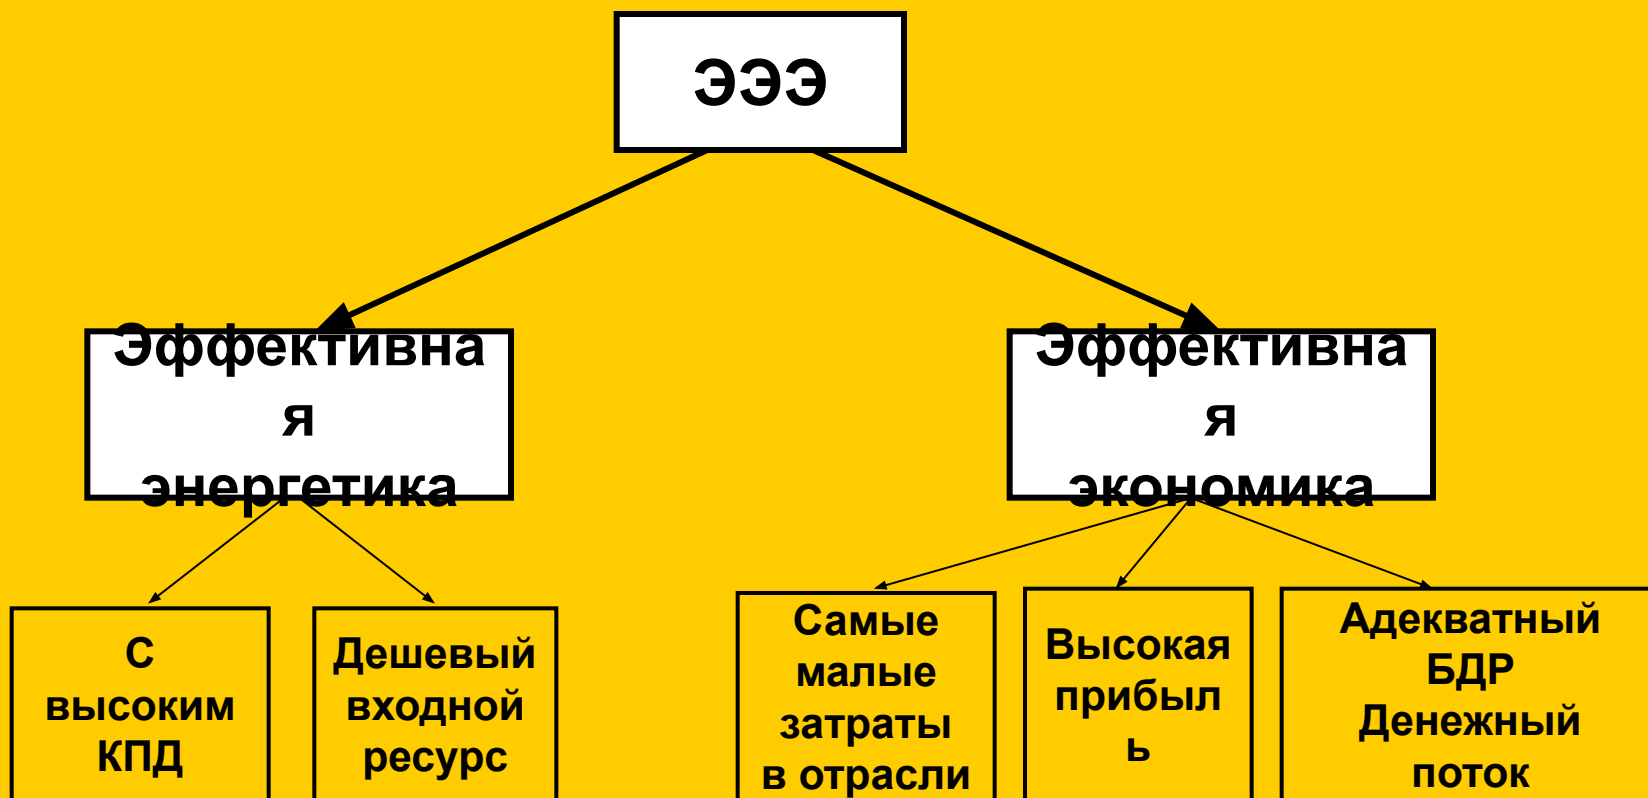 ЭЭЭ
Эффективна
я
энергетика
Эффективна
я
экономика
С
высоким
КПД
Дешевый
входной
ресурс
Самые
малые
затраты
в отрасли
Высокая
прибыл
ь
Адекватный
БДР
Денежный
поток